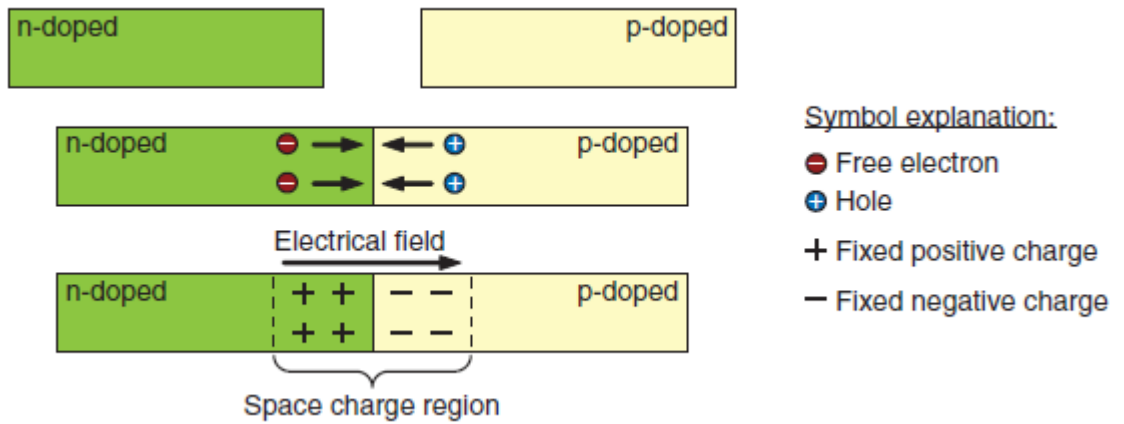 n-doped
p-doped
n-doped
p-doped
Electrical field
n-doped
p-doped
Space charge region
Symbol explanation:
Free electron
Hole
Fixed positive charge
Fixed negative charge